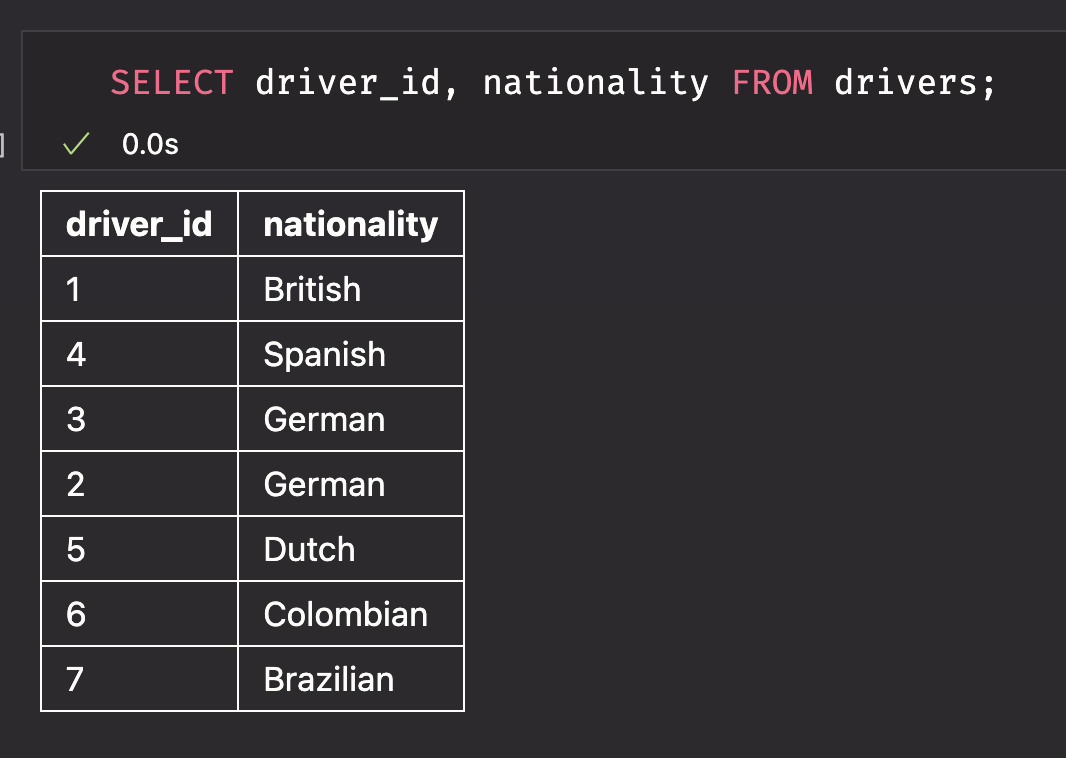 SELECT driver_id, nationality FROM drivers;
] 0.0s
driver_id nationality
1 British
4 Spanish
3 German
2 German
5 Dutch
6 Colombian
7 Brazilian